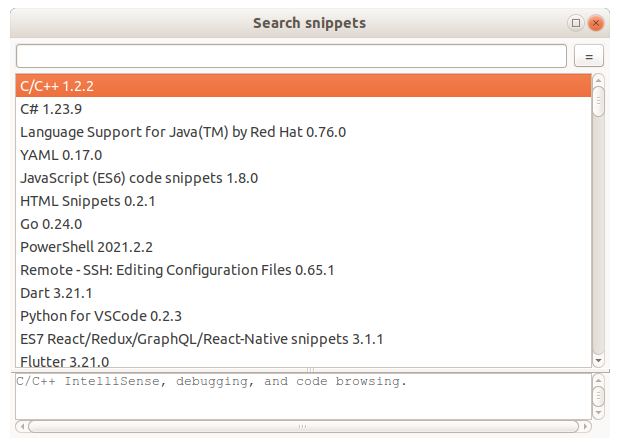 Search snippets
=
C/C++ 1.2.2
C# 1.23.9
Language Support for Java(TM) by Red Hat 0.76.0
YAML 0.17.0
JavaScript (ES6) code snippets 1.8.0
HTML Snippets 0.2.1
Go 0.24.0
PowerShell 2021.2.2
Remote - SSH: Editing Configuration Files 0.65.1
Dart 3.21.1
Python for VSCode 0.2.3
ES7 React/Redux/GraphQL/React-Native snippets 3.1.1
Flutter 3.21.0
C/C++ IntelliSense, debugging, and code browsing.